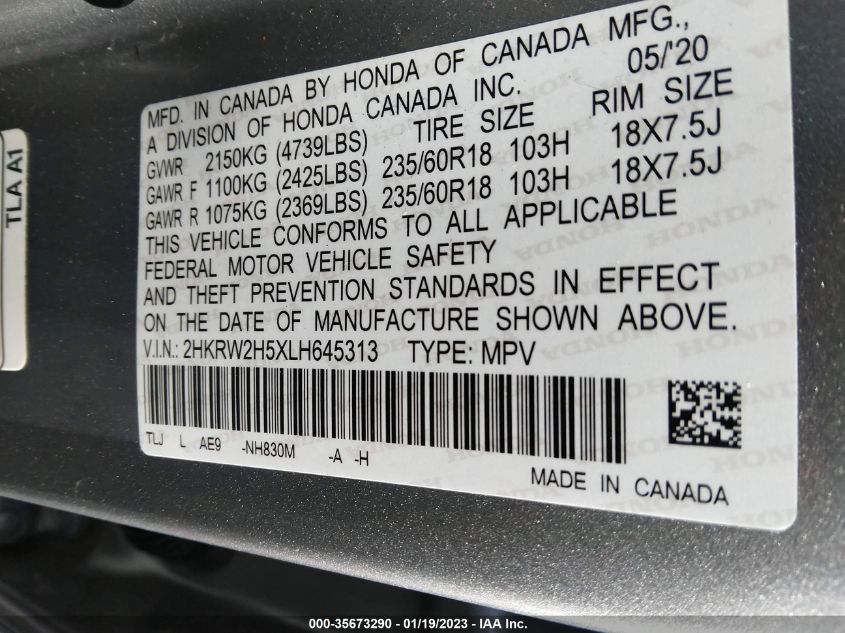 MFD. IN CANADA BY HONDA OF CANADA MFG.,
A DIVISION OF HONDA CANADA INC. 05/'20
GVWR 2150KG (4739LBS) TIRE SIZE RIM SIZE
GAWR F 1100KG (2425LBS) 235/60R18 103H 18X7.5J
GAWR R 1075KG (2369LBS) 235/60R18 103H 18X7.5J
THIS VEHICLE CONFORMS TO ALL APPLICABLE
FEDERAL MOTOR VEHICLE SAFETY
AND THEFT PREVENTION STANDARDS IN EFFECT
ON THE DATE OF MANUFACTURE SHOWN ABOVE.
V.I.N.: 2HKRW2H5XLH645313 TYPE: MPV
TLJ L AE9 -NH830M -A -H
MADE IN CANADA
TLA A1
000-35673290 - 01/19/2023 - IAA Inc.